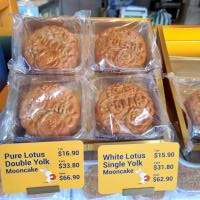 Pure Lotus
Double Yolk
Mooncake
$16.90
$33.80
$66.90
White Lotus
Single Yolk
Mooncake
$15.90
$31.80
$62.90